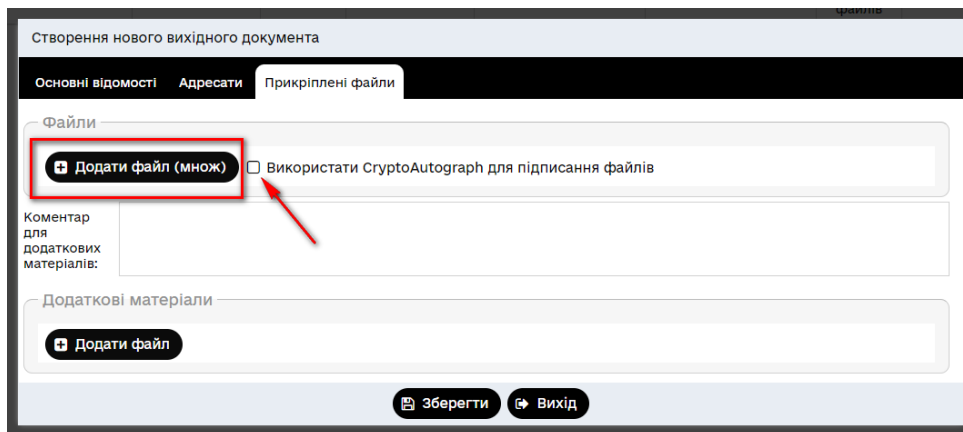 файлів
Створення нового вихідного документа
Основні відомості Адресати Прикріплені файли
Файли
Додати файл (множ) Використати CryptoAutograph для підписання файлів
Коментар
для
додаткових
матеріалів:
Додаткові матеріали
Додати файл
Зберегти Вихід